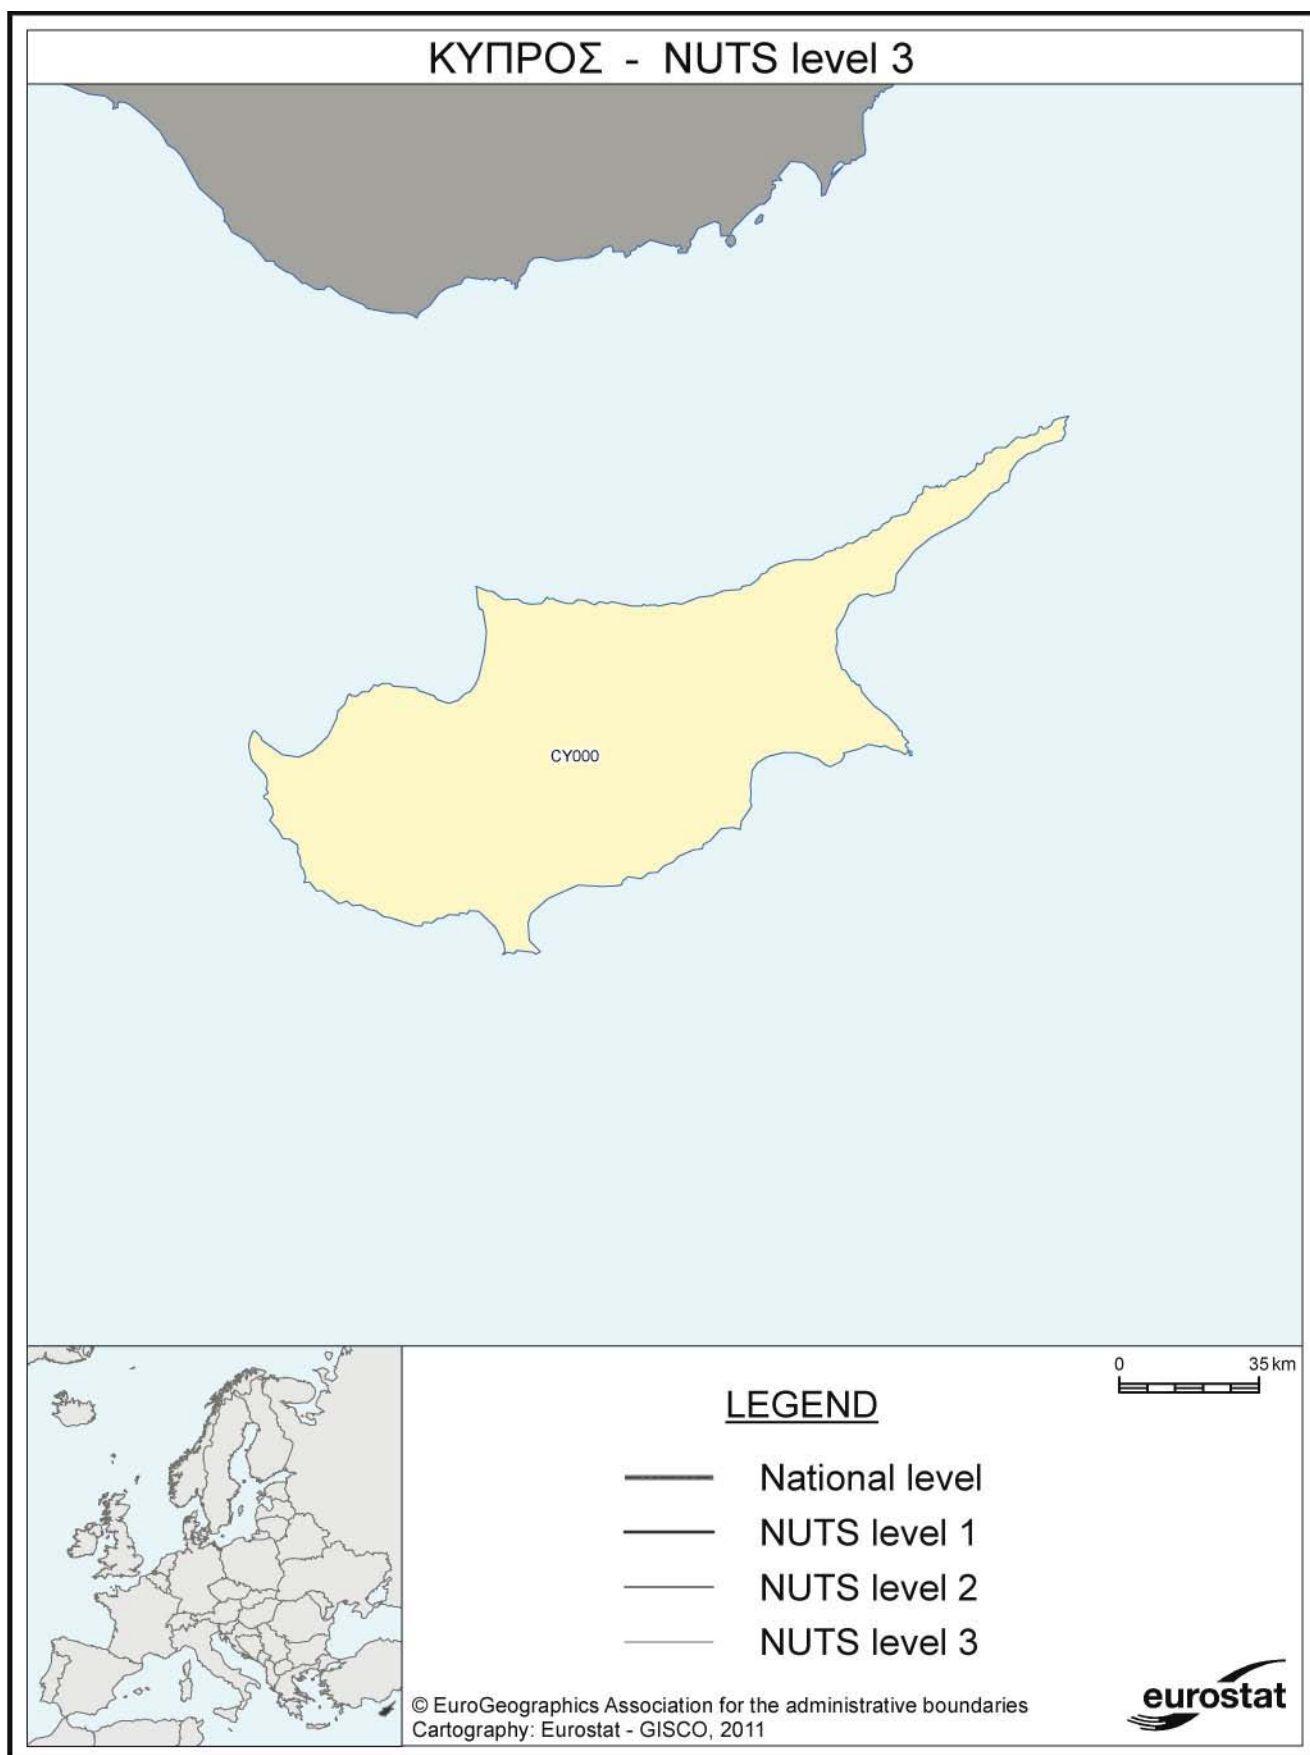 ΚΥΠΡΟΣ - NUTS level 3
CY000
0 35 km
LEGEND
National level
NUTS level 1
NUTS level 2
NUTS level 3
© EuroGeographics Association for the administrative boundaries
Cartography: Eurostat - GISCO, 2011
eurostat